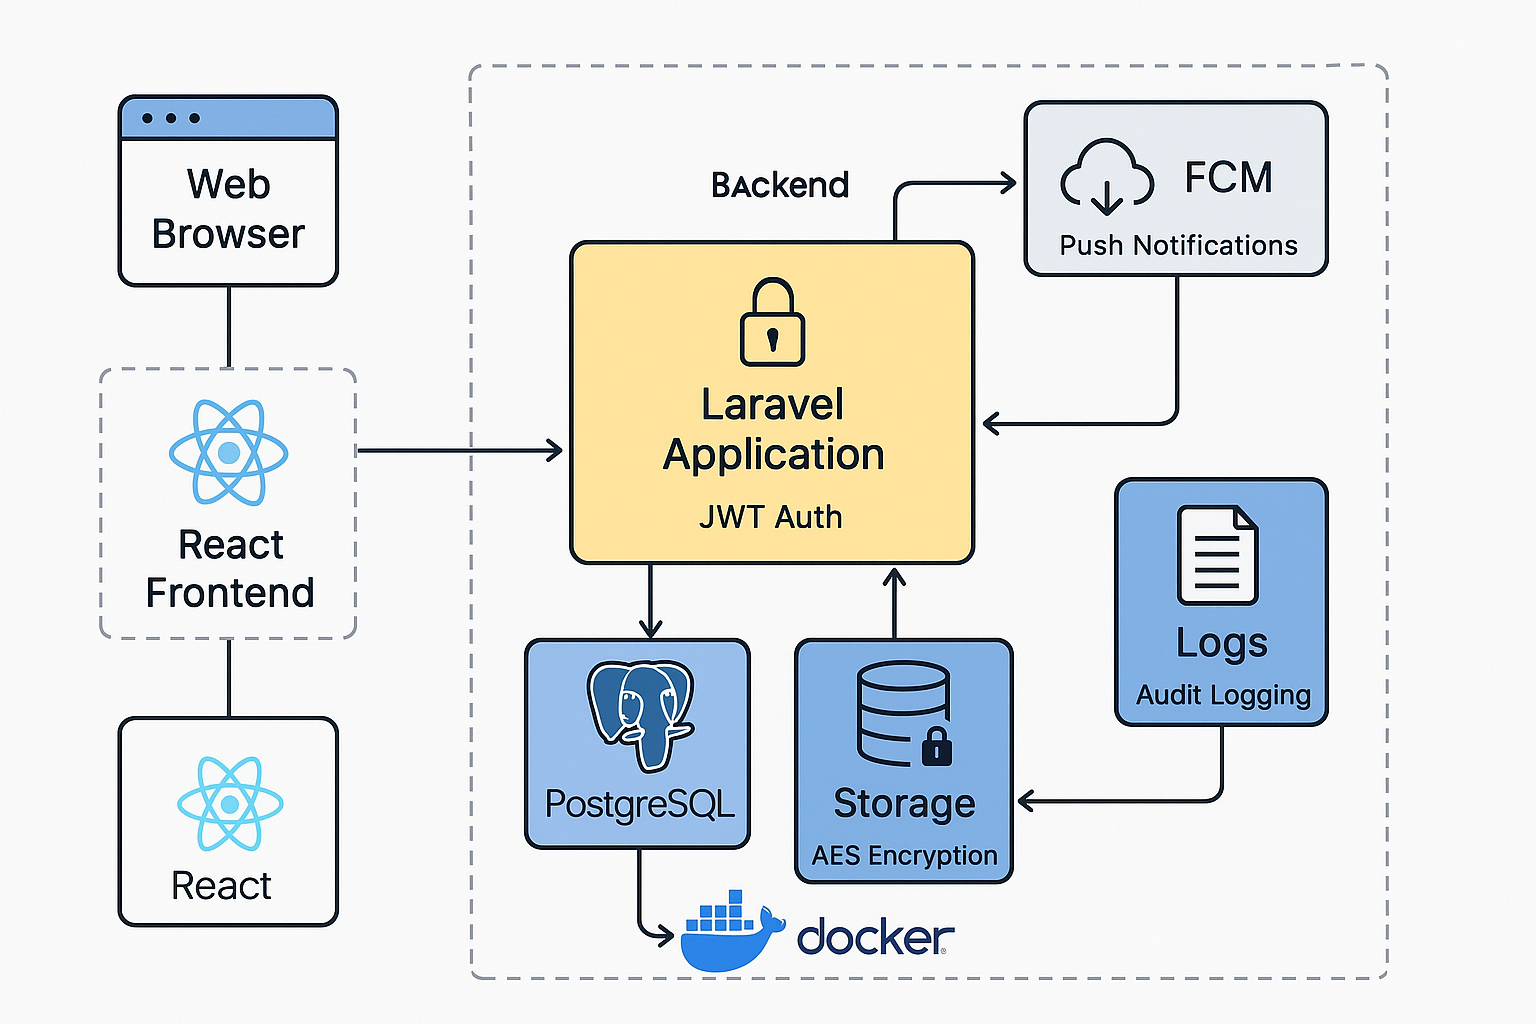 Web
Browser
React
Frontend
React
BAckend
FCM
Push Notifications
Laravel
Application
JWT Auth
PostgreSQL
Storage
AES Encryption
Logs
Audit Logging
docker